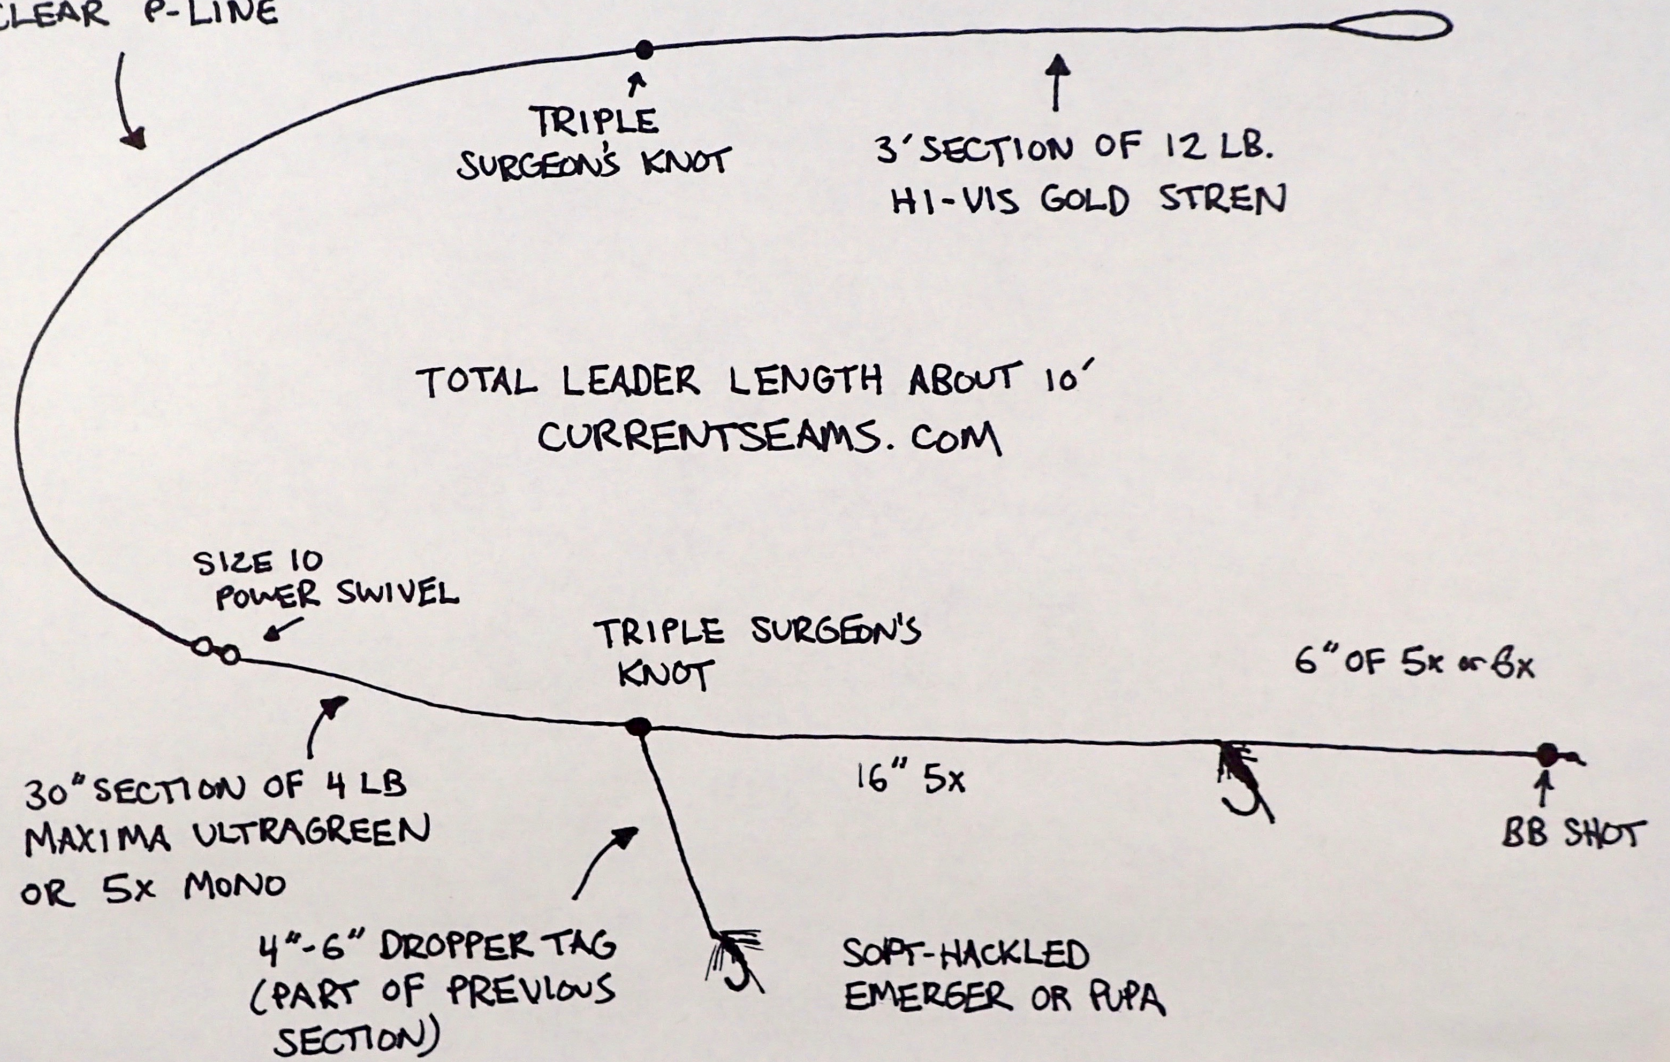 CLEAR P-LINE
TRIPLE
SURGEON'S KNOT
3' SECTION OF 12 LB.
HI-VIS GOLD STREN
TOTAL LEADER LENGTH ABOUT 10'
CURRENTSEAMS.COM
SIZE 10
POWER SWIVEL
TRIPLE SURGEON'S
KNOT
6" OF 5x or 6x
30" SECTION OF 4 LB
MAXIMA ULTRAGREEN
OR 5x MONO
16" 5x
BB SHOT
4"-6" DROPPER TAG
(PART OF PREVIOUS
SECTION)
SOFT-HACKLED
EMERGER OR PUPA